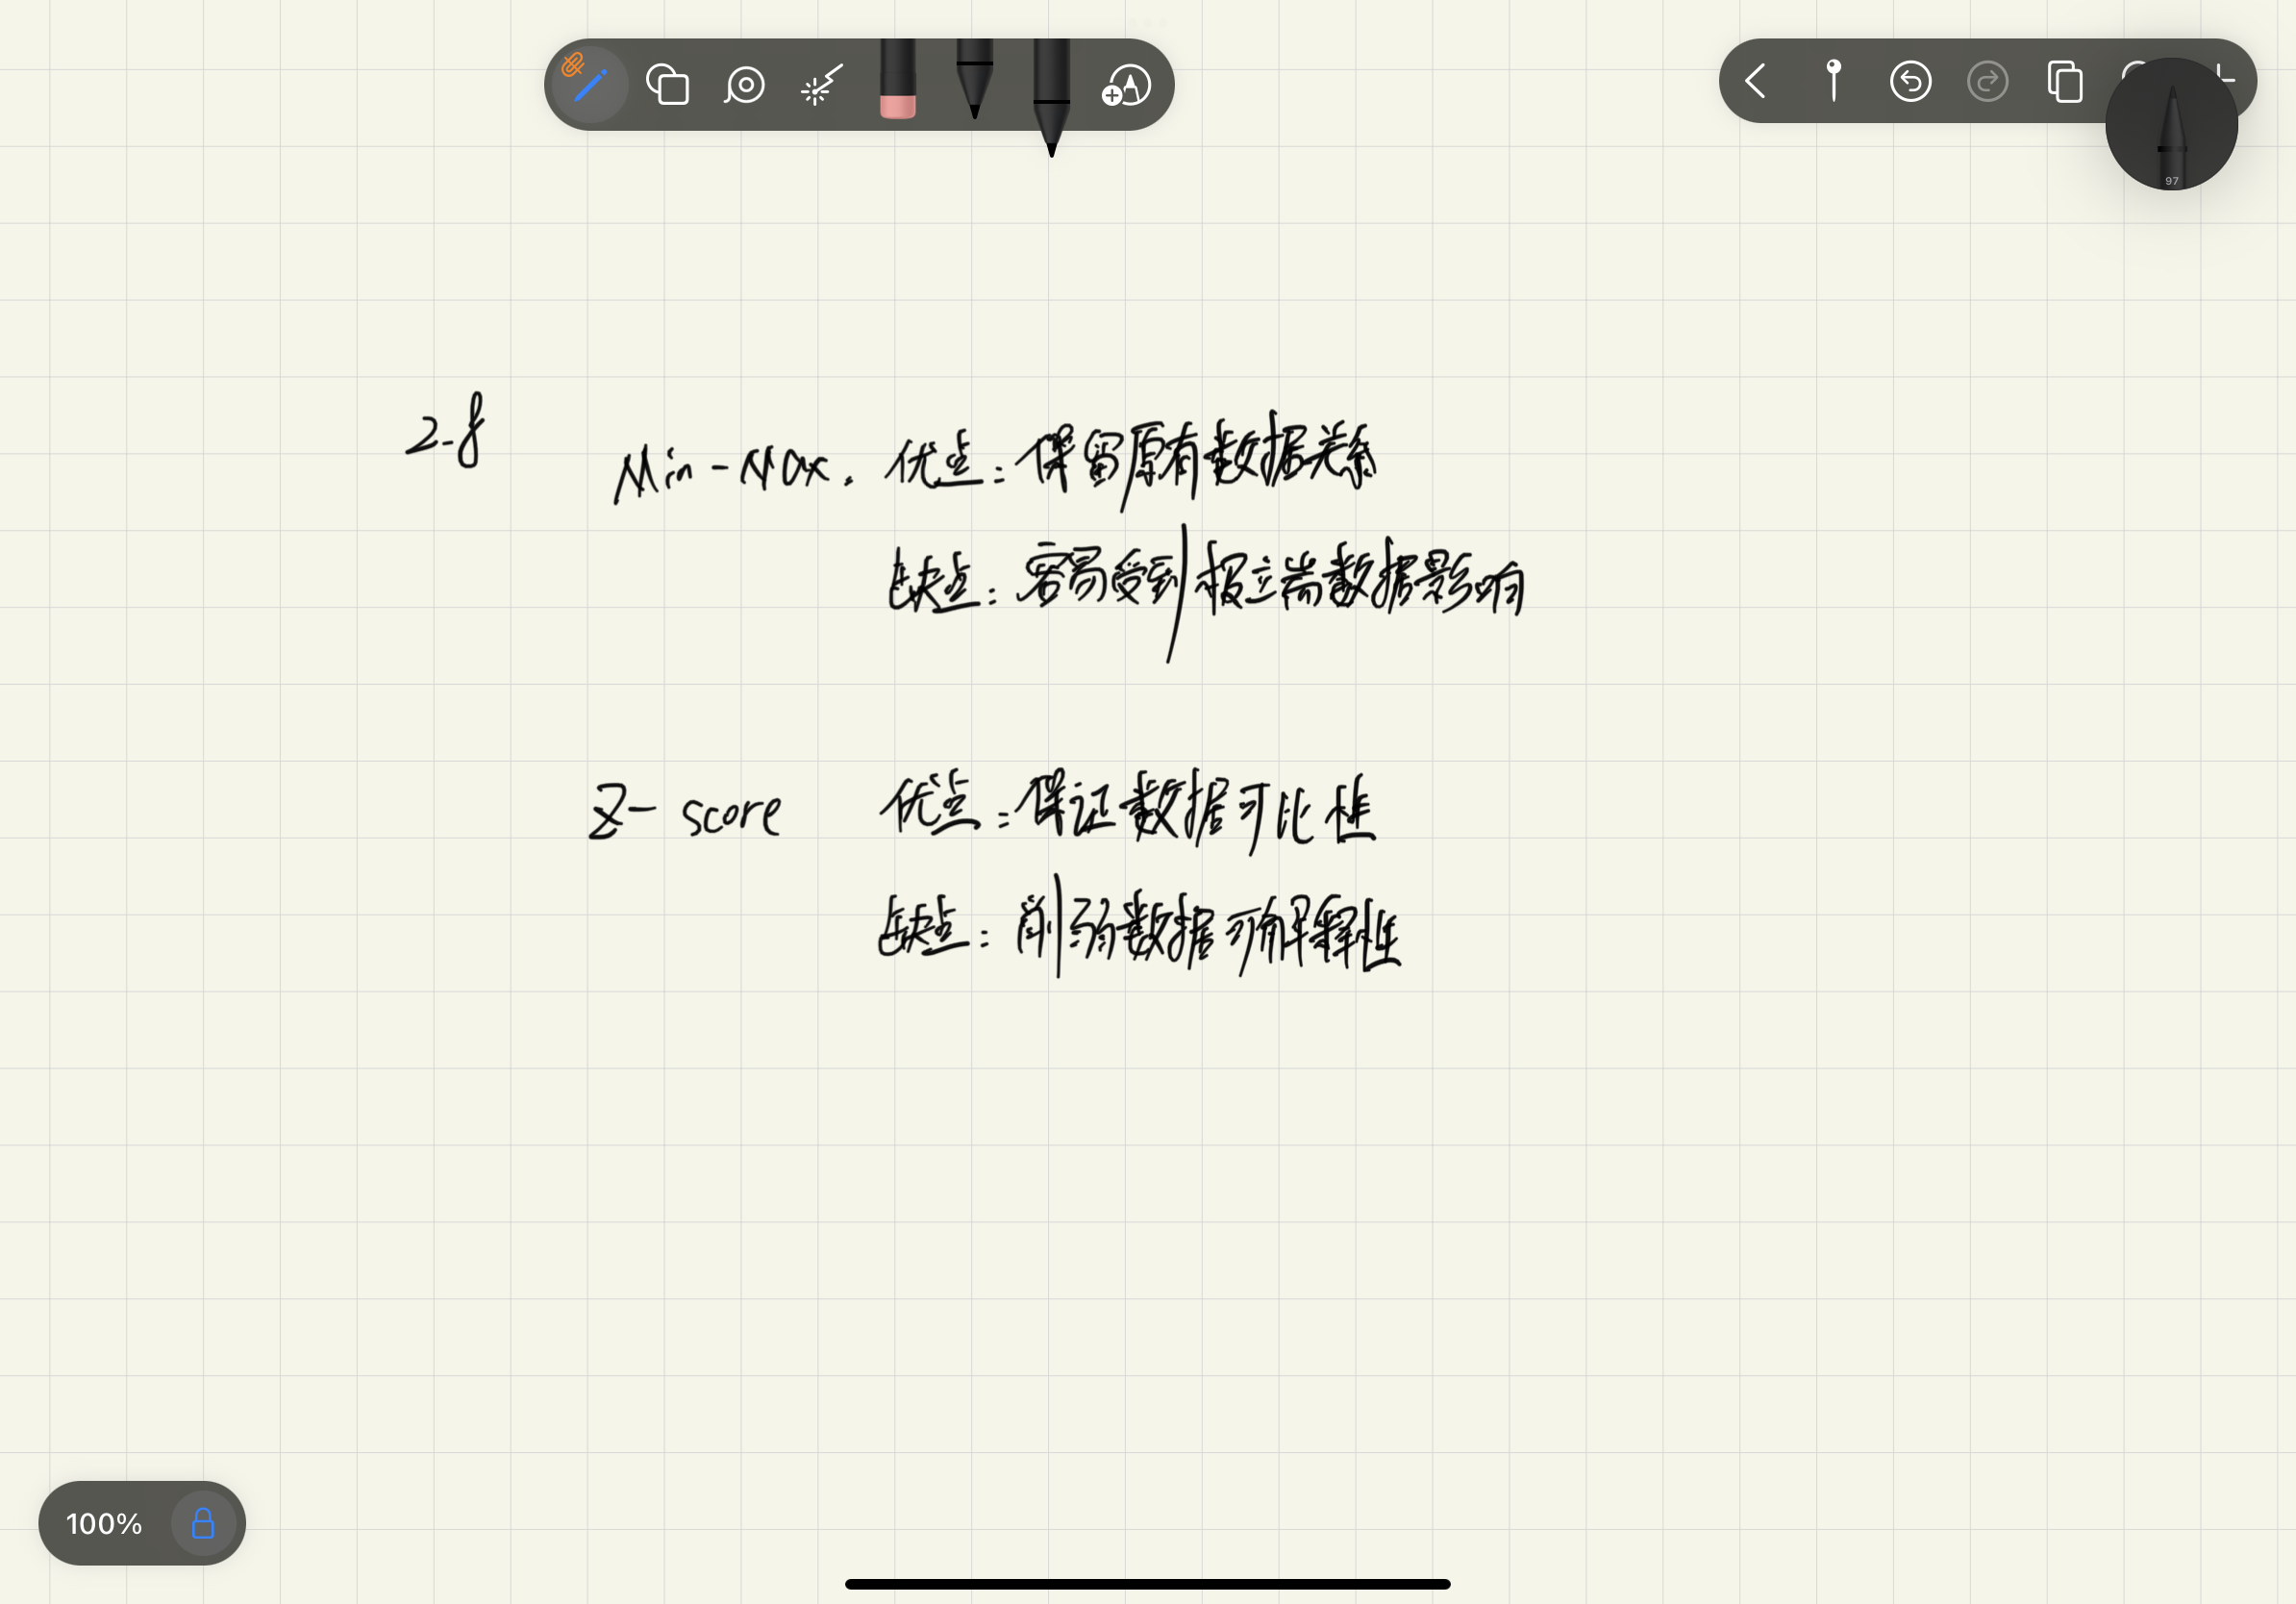 97
2-8
Min-Max. 优点:保留原有数据关系
缺点:容易受到极端数据影响
Z-score 优点:保证数据可比性
缺点:削弱数据可解释性
100%